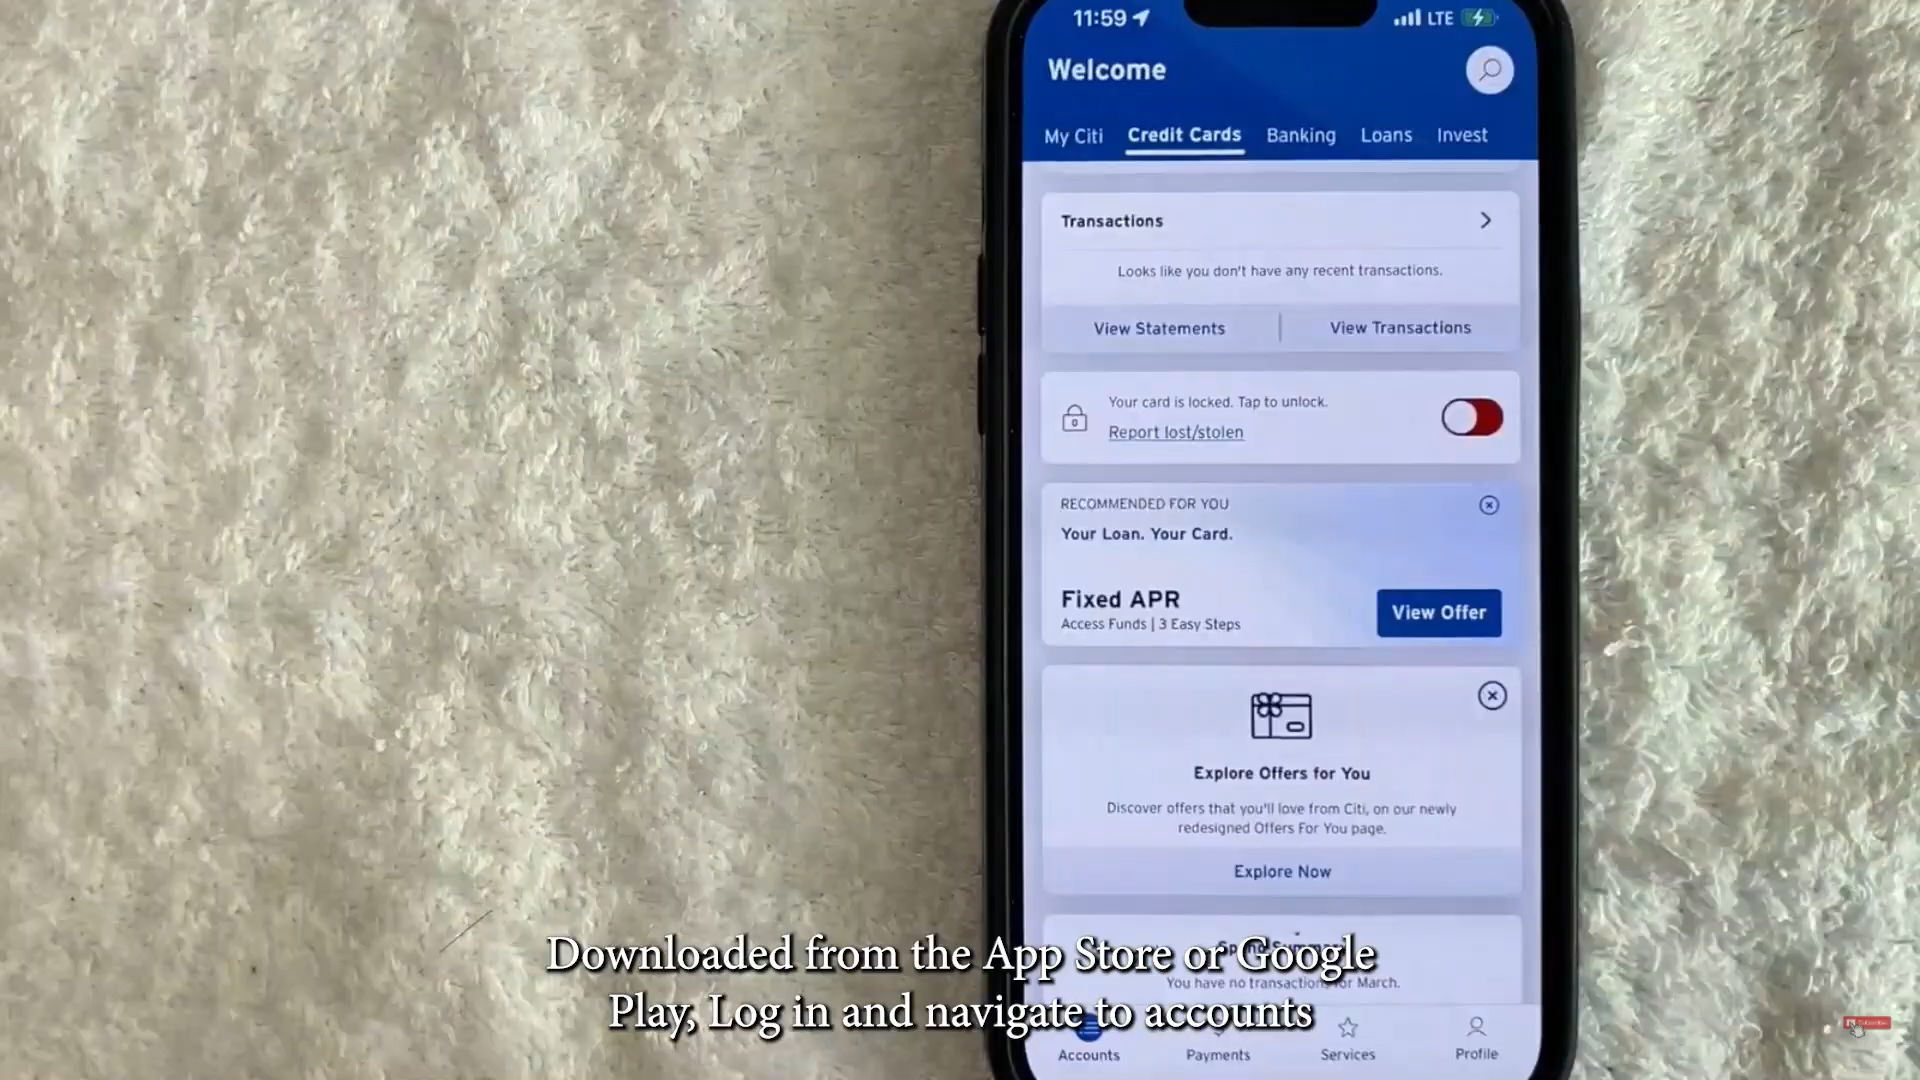 11:59
LTE
Welcome
My Citi
Credit Cards
Banking
Loans
Invest
Transactions
Looks like you don't have any recent transactions.
View Statements
View Transactions
Your card is locked. Tap to unlock.
Report lost/stolen
RECOMMENDED FOR YOU
Your Loan. Your Card.
Fixed APR
Access Funds | 3 Easy Steps
View Offer
Explore Offers for You
Discover offers that you'll love from Citi, on our newly
redesigned Offers For You page.
Explore Now
Spend Summary
You have no transactions for March.
Downloaded from the App Store or Google
Play, Log in and navigate to accounts
Accounts
Payments
Services
Profile